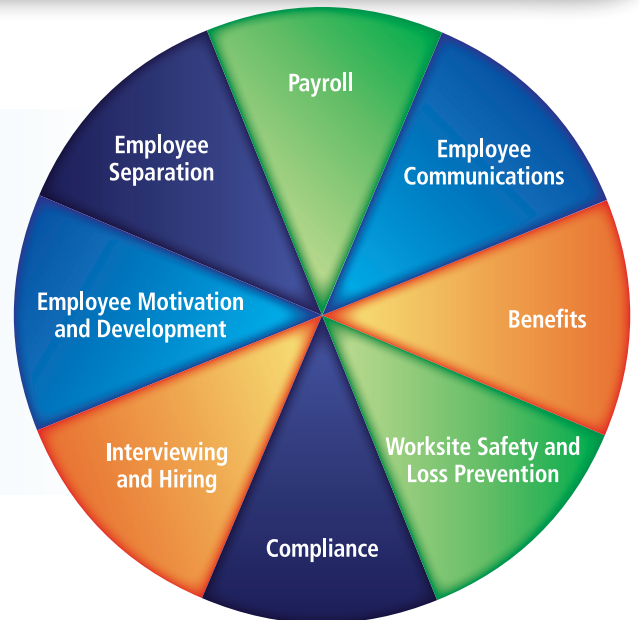 Payroll
Employee
Communications
Benefits
Worksite Safety and
Loss Prevention
Compliance
Interviewing
and Hiring
Employee Motivation
and Development
Employee
Separation